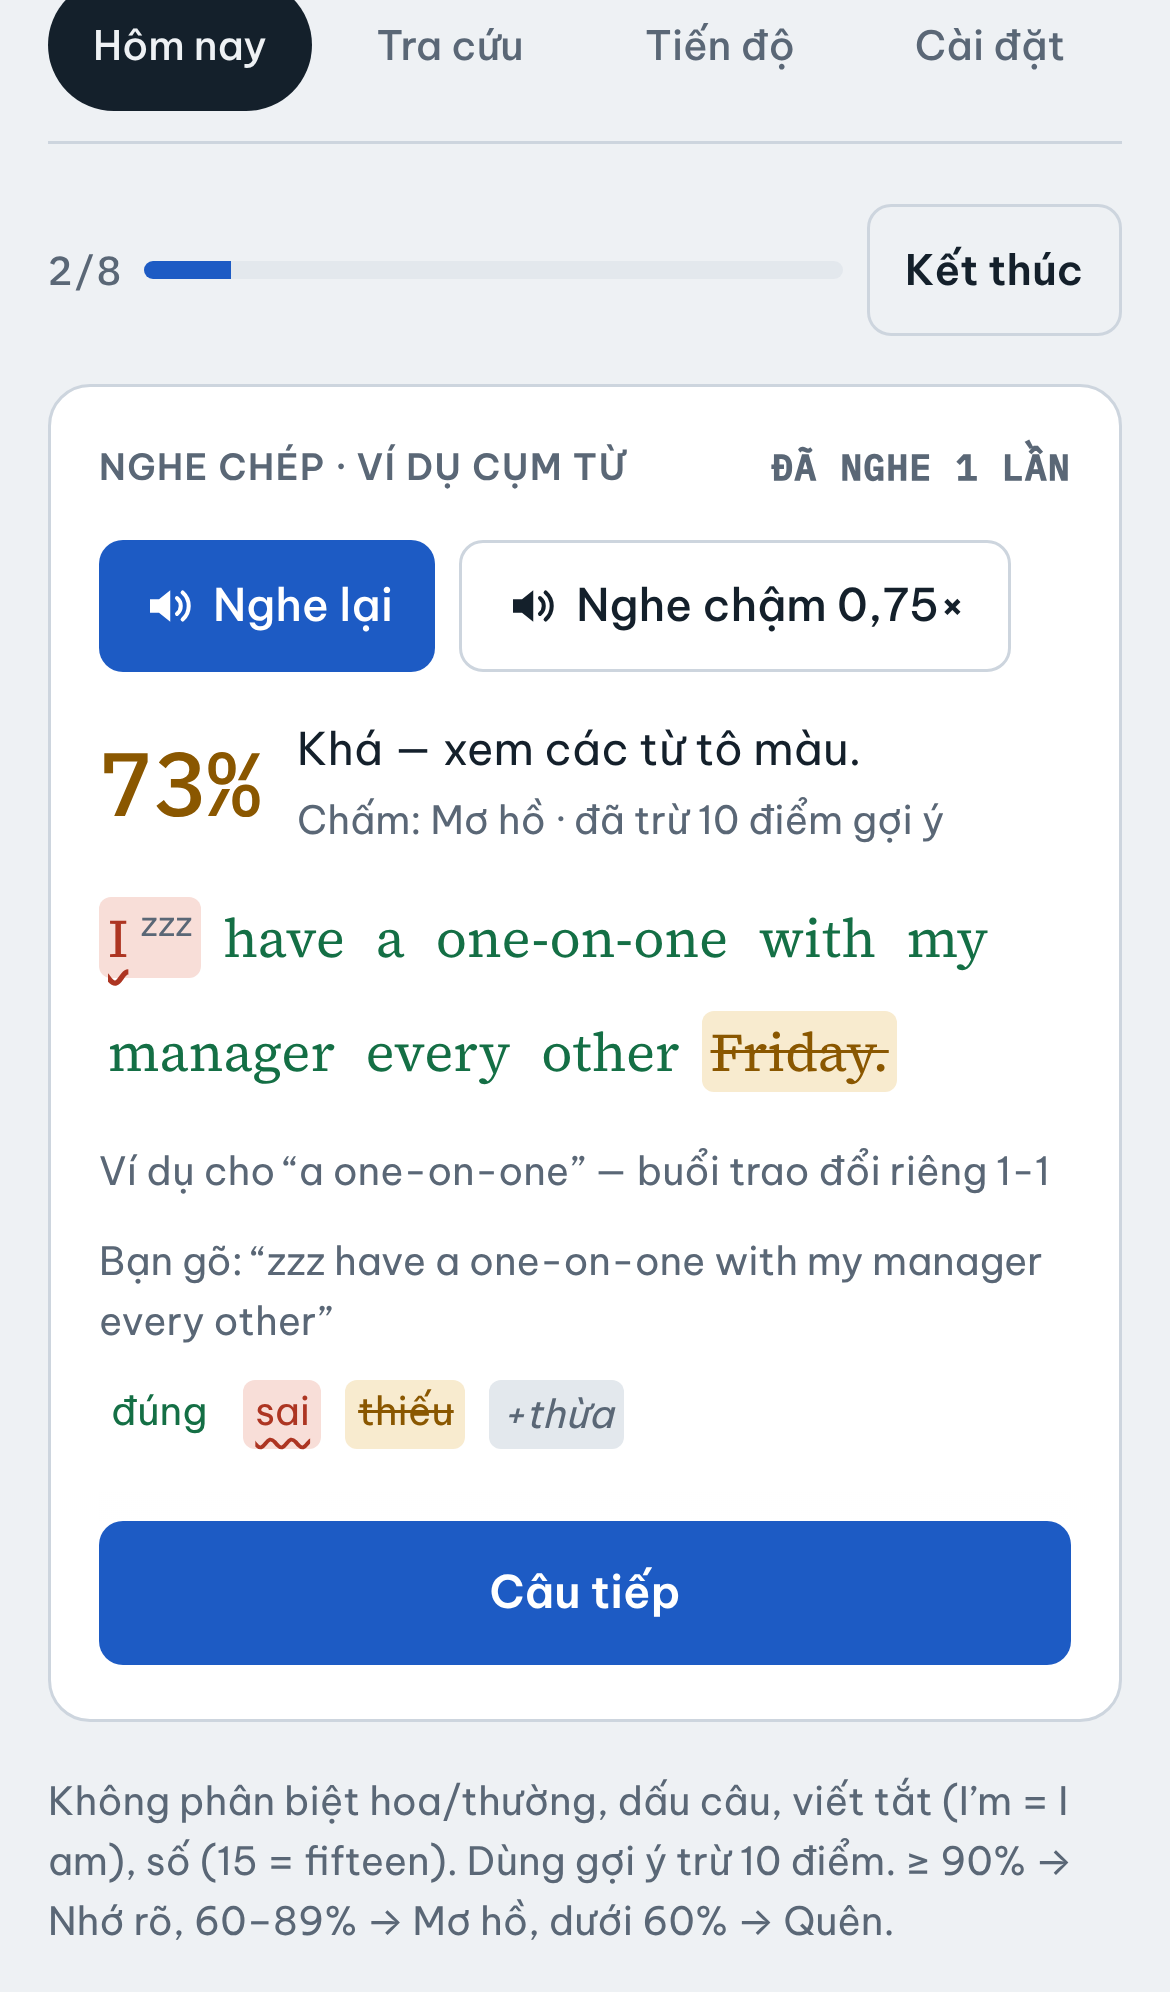 Hôm nay Tra cứu Tiến độ Cài đặt
2/8 Kết thúc
NGHE CHÉP · VÍ DỤ CỤM TỪ ĐÃ NGHE 1 LẦN
Nghe lại Nghe chậm 0,75×
73% Khá — xem các từ tô màu.
Chấm: Mơ hồ · đã trừ 10 điểm gợi ý
I zzz have a one-on-one with my
manager every other Friday.
Ví dụ cho “a one-on-one” — buổi trao đổi riêng 1-1
Bạn gõ: “zzz have a one-on-one with my manager
every other”
đúng sai thiếu +thừa
Câu tiếp
Không phân biệt hoa/thường, dấu câu, viết tắt (I’m = I
am), số (15 = fifteen). Dùng gợi ý trừ 10 điểm. ≥ 90% →
Nhớ rõ, 60–89% → Mơ hồ, dưới 60% → Quên.